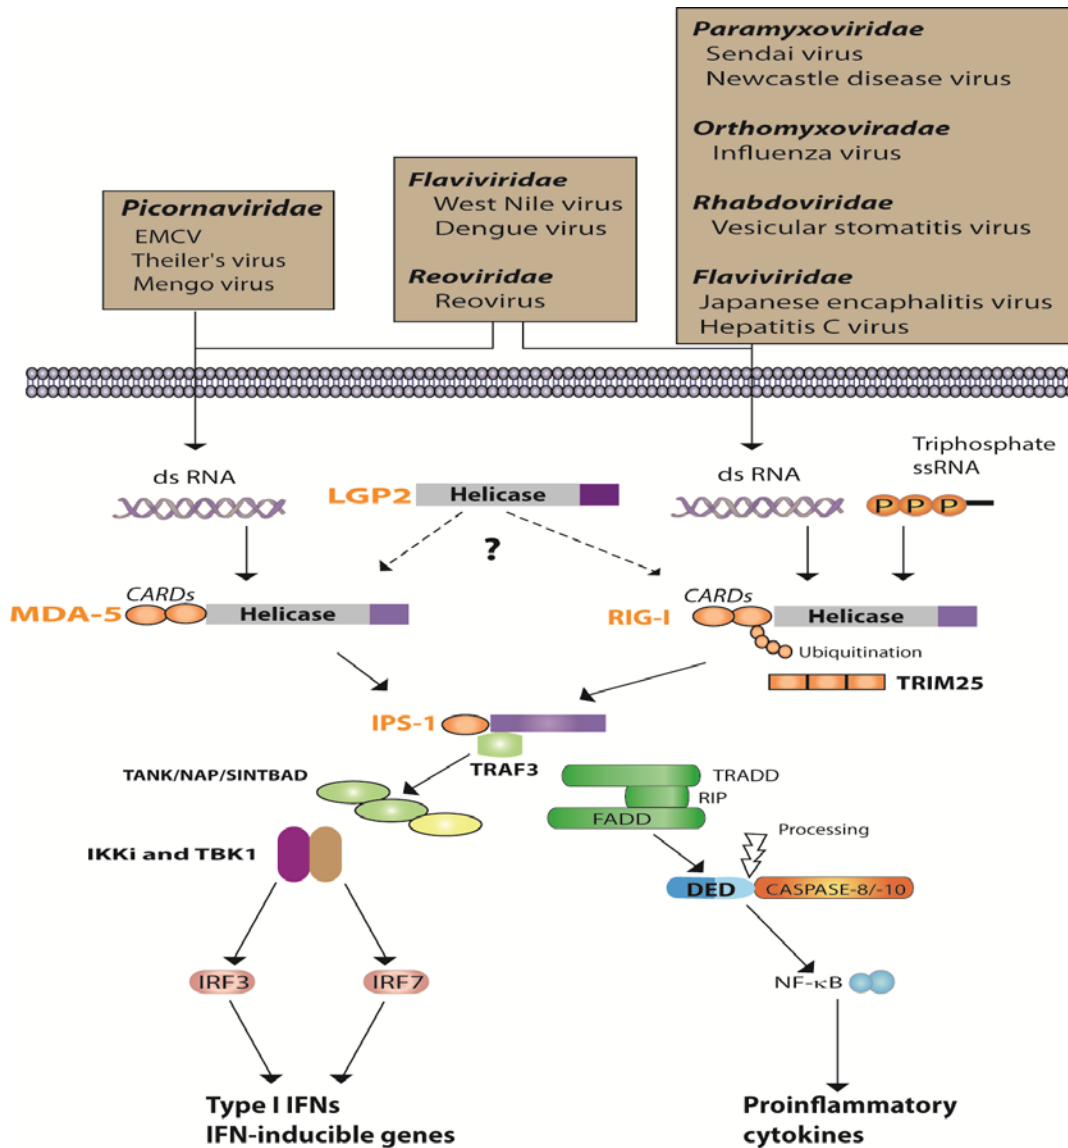 Paramyxoviridae
Sendai virus
Newcastle disease virus
Orthomyxoviradae
Influenza virus
Rhabdoviridae
Vesicular stomatitis virus
Flaviviridae
Japanese encephalitis virus
Hepatitis C virus
Flaviviridae
West Nile virus
Dengue virus
Reoviridae
Reovirus
Picornaviridae
EMCV
Theiler's virus
Mengo virus
ds RNA
LGP2 Helicase
?
ds RNA
Triphosphate
ssRNA
P P P
CARDs
MDA-5 Helicase
CARDs
RIG-I Helicase
Ubiquitination
TRIM25
IPS-1
TRAF3
TANK/NAP/SINTBAD
TRADD
RIP
FADD
Processing
IKKi and TBK1
DED CASPASE-8/-10
IRF3
IRF7
NF-κB
Type I IFNs
IFN-inducible genes
Proinflammatory
cytokines